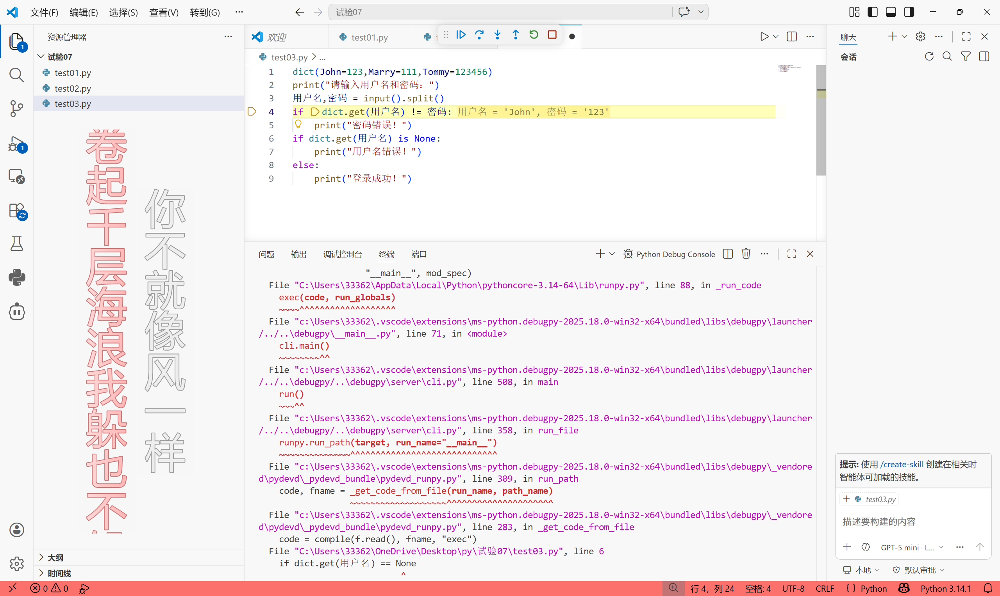 文件(F) 编辑(E) 选择(S) 查看(V) 转到(G) ··· 试验07
资源管理器
试验07
test01.py
test02.py
test03.py
卷起千层海浪我躲也不
你不就像风一样
大纲
时间线
1
1
欢迎 test01.py
test03.py > ...
1 dict(John=123,Marry=111,Tommy=123456)
2 print("请输入用户名和密码：")
3 用户名,密码 = input().split()
4 if dict.get(用户名) != 密码: 用户名 = 'John', 密码 = '123'
5 print("密码错误！")
6 if dict.get(用户名) is None:
7 print("用户名错误！")
8 else:
9 print("登录成功！")
问题 输出 调试控制台 终端 端口 Python Debug Console
"__main__", mod_spec)
File "C:\Users\33362\AppData\Local\Python\pythoncore-3.14-64\Lib\runpy.py", line 88, in _run_code
exec(code, run_globals)
~~~~^^^^^^^^^^^^^^^^^^^
File "c:\Users\33362\.vscode\extensions\ms-python.debugpy-2025.18.0-win32-x64\bundled\libs\debugpy\launcher
/../..\debugpy\__main__.py", line 71, in <module>
cli.main()
~~~~~~~~^^
File "c:\Users\33362\.vscode\extensions\ms-python.debugpy-2025.18.0-win32-x64\bundled\libs\debugpy\launcher
/../..\debugpy/..\debugpy\server\cli.py", line 508, in main
run()
~~~^^
File "c:\Users\33362\.vscode\extensions\ms-python.debugpy-2025.18.0-win32-x64\bundled\libs\debugpy\launcher
/../..\debugpy/..\debugpy\server\cli.py", line 358, in run_file
runpy.run_path(target, run_name="__main__")
~~~~~~~~~~~~~~^^^^^^^^^^^^^^^^^^^^^^^^^^^^^
File "c:\Users\33362\.vscode\extensions\ms-python.debugpy-2025.18.0-win32-x64\bundled\libs\debugpy\_vendore
d\pydevd\_pydevd_bundle\pydevd_runpy.py", line 309, in run_path
code, fname = _get_code_from_file(run_name, path_name)
~~~~~~~~~~~~~~~~~~~^^^^^^^^^^^^^^^^^^^^^
File "c:\Users\33362\.vscode\extensions\ms-python.debugpy-2025.18.0-win32-x64\bundled\libs\debugpy\_vendore
d\pydevd\_pydevd_bundle\pydevd_runpy.py", line 283, in _get_code_from_file
code = compile(f.read(), fname, "exec")
File "C:\Users\33362\OneDrive\Desktop\py\试验07\test03.py", line 6
if dict.get(用户名) == None
^
聊天
会话
提示: 使用 /create-skill 创建在相关时
智能体可加载的技能。
test03.py
描述要构建的内容
GPT-5 mini · L...
本地 默认审批
0 0 行 4，列 24 空格: 4 UTF-8 CRLF { } Python Python 3.14.1